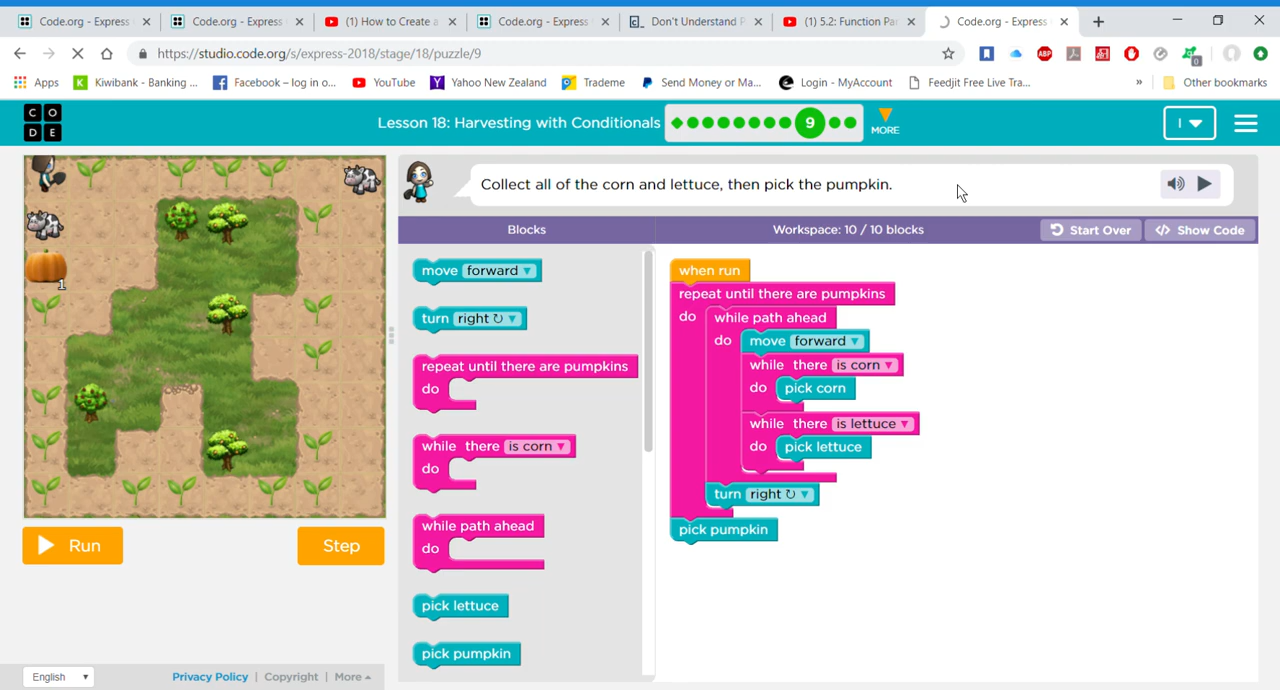 Code.org - Express
Code.org - Express
(1) How to Create a
Code.org - Express
Don't Understand P
(1) 5.2: Function Par
Code.org - Express
https://studio.code.org/s/express-2018/stage/18/puzzle/9
Apps
Kiwibank - Banking ...
Facebook – log in o...
YouTube
Yahoo New Zealand
Trademe
Send Money or Ma...
Login - MyAccount
Feedjit Free Live Tra...
»
Other bookmarks
C O
D E
Lesson 18: Harvesting with Conditionals
9
MORE
I
Collect all of the corn and lettuce, then pick the pumpkin.
Blocks
Workspace: 10 / 10 blocks
Start Over
</> Show Code
1
move forward
turn right ↻
repeat until there are pumpkins
do
while there is corn
do
while path ahead
do
pick lettuce
pick pumpkin
when run
repeat until there are pumpkins
do while path ahead
do move forward
while there is corn
do pick corn
while there is lettuce
do pick lettuce
turn right ↻
pick pumpkin
Run
Step
English
Privacy Policy | Copyright | More